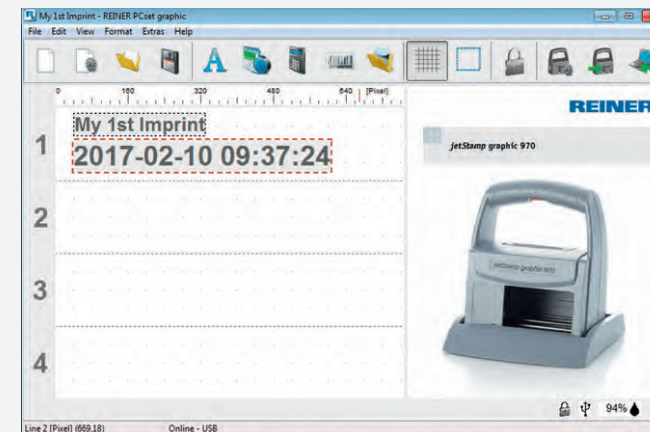 My 1st Imprint - REINER PCset graphic
File Edit View Format Extras Help
A
0 160 320 480 640 [Pixel]
REINER
jetStamp graphic 970
1
My 1st Imprint
2017-02-10 09:37:24
2
3
4
jetStamp graphic 970
94%
Line 2 [Pixel] (669.18) Online - USB